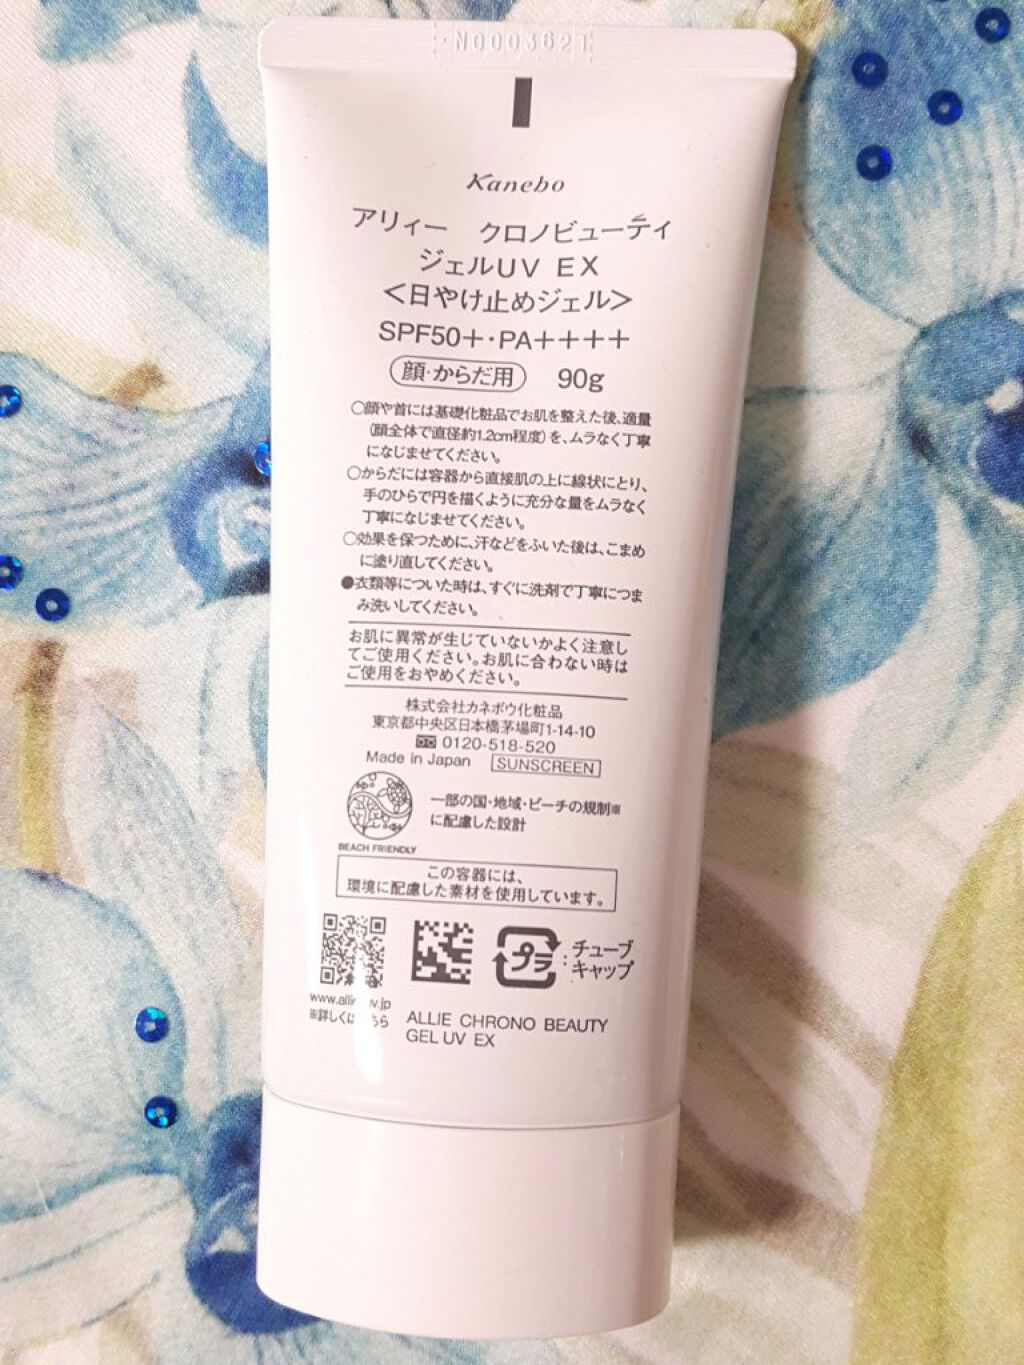 N0003621
Kanebo
アリィー クロノビューティ
ジェルUV EX
＜日やけ止めジェル＞
SPF50+・PA++++
顔・からだ用 90g
○顔や首には基礎化粧品でお肌を整えた後、適量
(顔全体で直径約1.2cm程度)を、ムラなく丁寧
になじませてください。
○からだには容器から直接肌の上に線状にとり、
手のひらで円を描くように充分な量をムラなく
丁寧になじませてください。
○効果を保つために、汗などをふいた後は、こまめ
に塗り直してください。
●衣類等についた時は、すぐに洗剤で丁寧につま
み洗いしてください。
お肌に異常が生じていないかよく注意し
てご使用ください。お肌に合わない時は
ご使用をおやめください。
株式会社カネボウ化粧品
東京都中央区日本橋茅場町1-14-10
0120-518-520
Made in Japan SUNSCREEN
一部の国・地域・ビーチの規制※
に配慮した設計
BEACH FRIENDLY
この容器には、
環境に配慮した素材を使用しています。
プラ : チューブ
キャップ
※詳しくは
ALLIE CHRONO BEAUTY
GEL UV EX